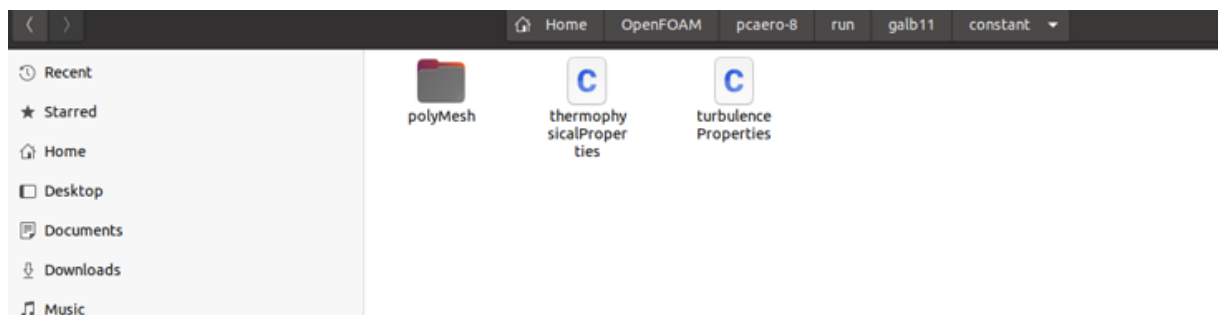 Home OpenFOAM pcaero-8 run galb11 constant
Recent
Starred
Home
Desktop
Documents
Downloads
Music
polyMesh
thermophy
sicalProper
ties
turbulence
Properties